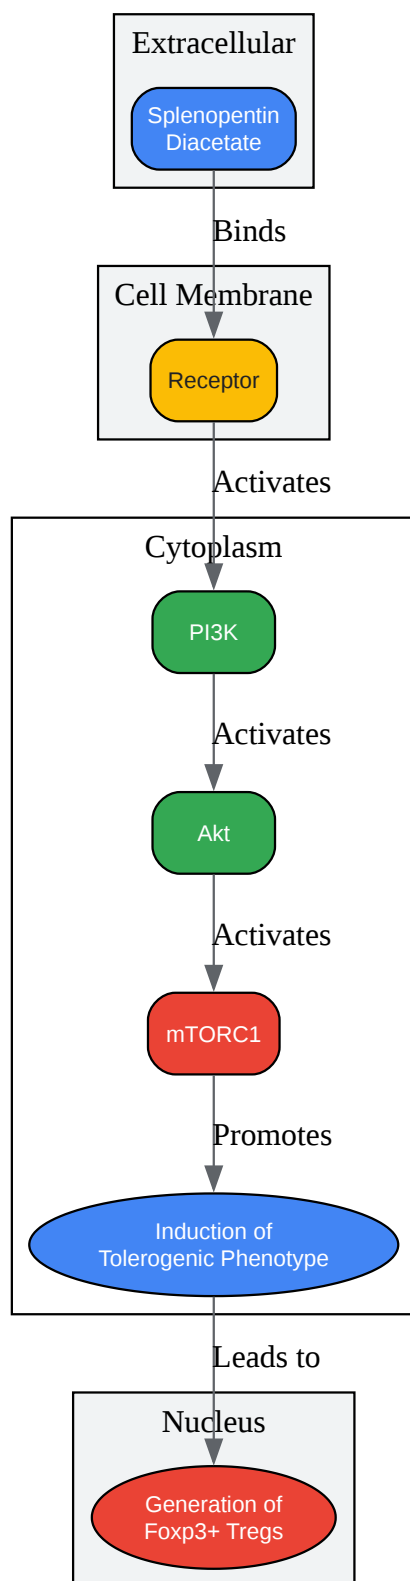 Extracellular
Splenopentin
Diacetate
Binds
Cell Membrane
Receptor
Activates
Cytoplasm
PI3K
Activates
Akt
Activates
mTORC1
Promotes
Induction of
Tolerogenic Phenotype
Leads to
Nucleus
Generation of
Foxp3+ Tregs